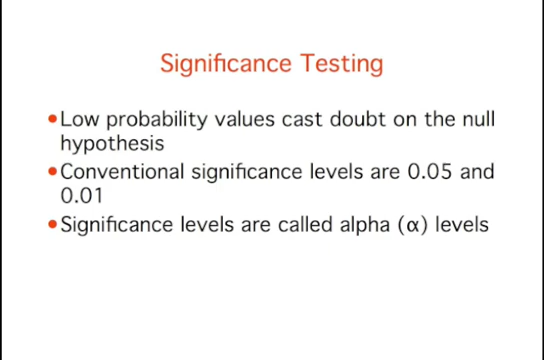 Significance Testing
•Low probability values cast doubt on the null
hypothesis
•Conventional significance levels are 0.05 and
0.01
•Significance levels are called alpha (α) levels